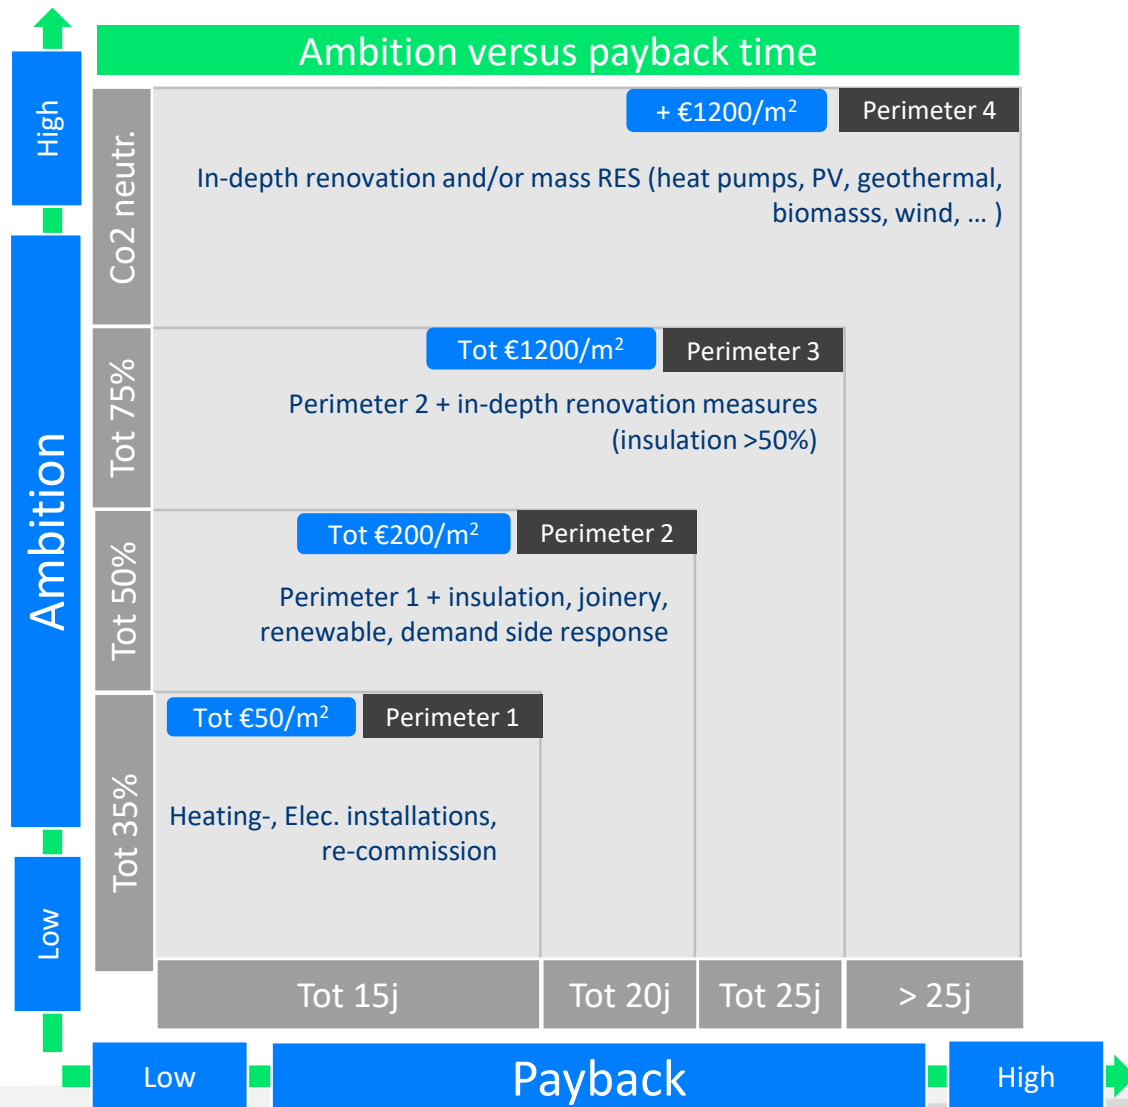 Ambition versus payback time
High
Ambition
Low
Co2 neutr.
+ €1200/m²
Perimeter 4
In-depth renovation and/or mass RES (heat pumps, PV, geothermal,
biomasss, wind, ... )
Tot 75%
Tot €1200/m²
Perimeter 3
Perimeter 2 + in-depth renovation measures
(insulation >50%)
Tot 50%
Tot €200/m²
Perimeter 2
Perimeter 1 + insulation, joinery,
renewable, demand side response
Tot 35%
Tot €50/m²
Perimeter 1
Heating-, Elec. installations,
re-commission
Tot 15j
Tot 20j
Tot 25j
> 25j
Low
Payback
High